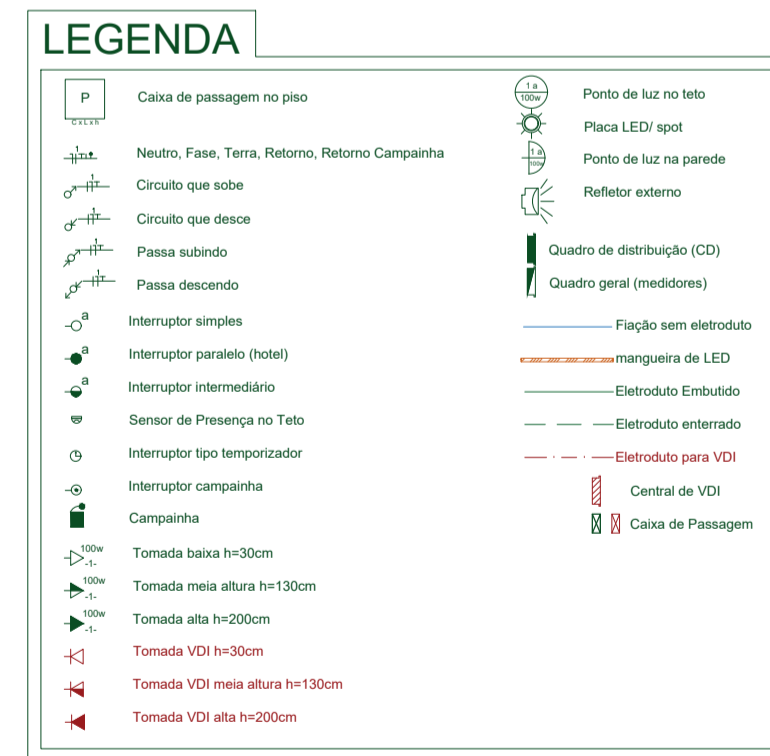 LEGENDA
P
C x L x h
Caixa de passagem no piso
Neutro, Fase, Terra, Retorno, Retorno Campainha
Circuito que sobe
Circuito que desce
Passa subindo
Passa descendo
a
Interruptor simples
a
Interruptor paralelo (hotel)
a
Interruptor intermediário
Sensor de Presença no Teto
Interruptor tipo temporizador
Interruptor campainha
Campainha
100w
-1-
Tomada baixa h=30cm
100w
-1-
Tomada meia altura h=130cm
100w
-1-
Tomada alta h=200cm
Tomada VDI h=30cm
Tomada VDI meia altura h=130cm
Tomada VDI alta h=200cm
1 a
100w
Ponto de luz no teto
Placa LED/ spot
1 a
100w
Ponto de luz na parede
Refletor externo
Quadro de distribuição (CD)
Quadro geral (medidores)
Fiação sem eletroduto
mangueira de LED
Eletroduto Embutido
Eletroduto enterrado
Eletroduto para VDI
Central de VDI
Caixa de Passagem